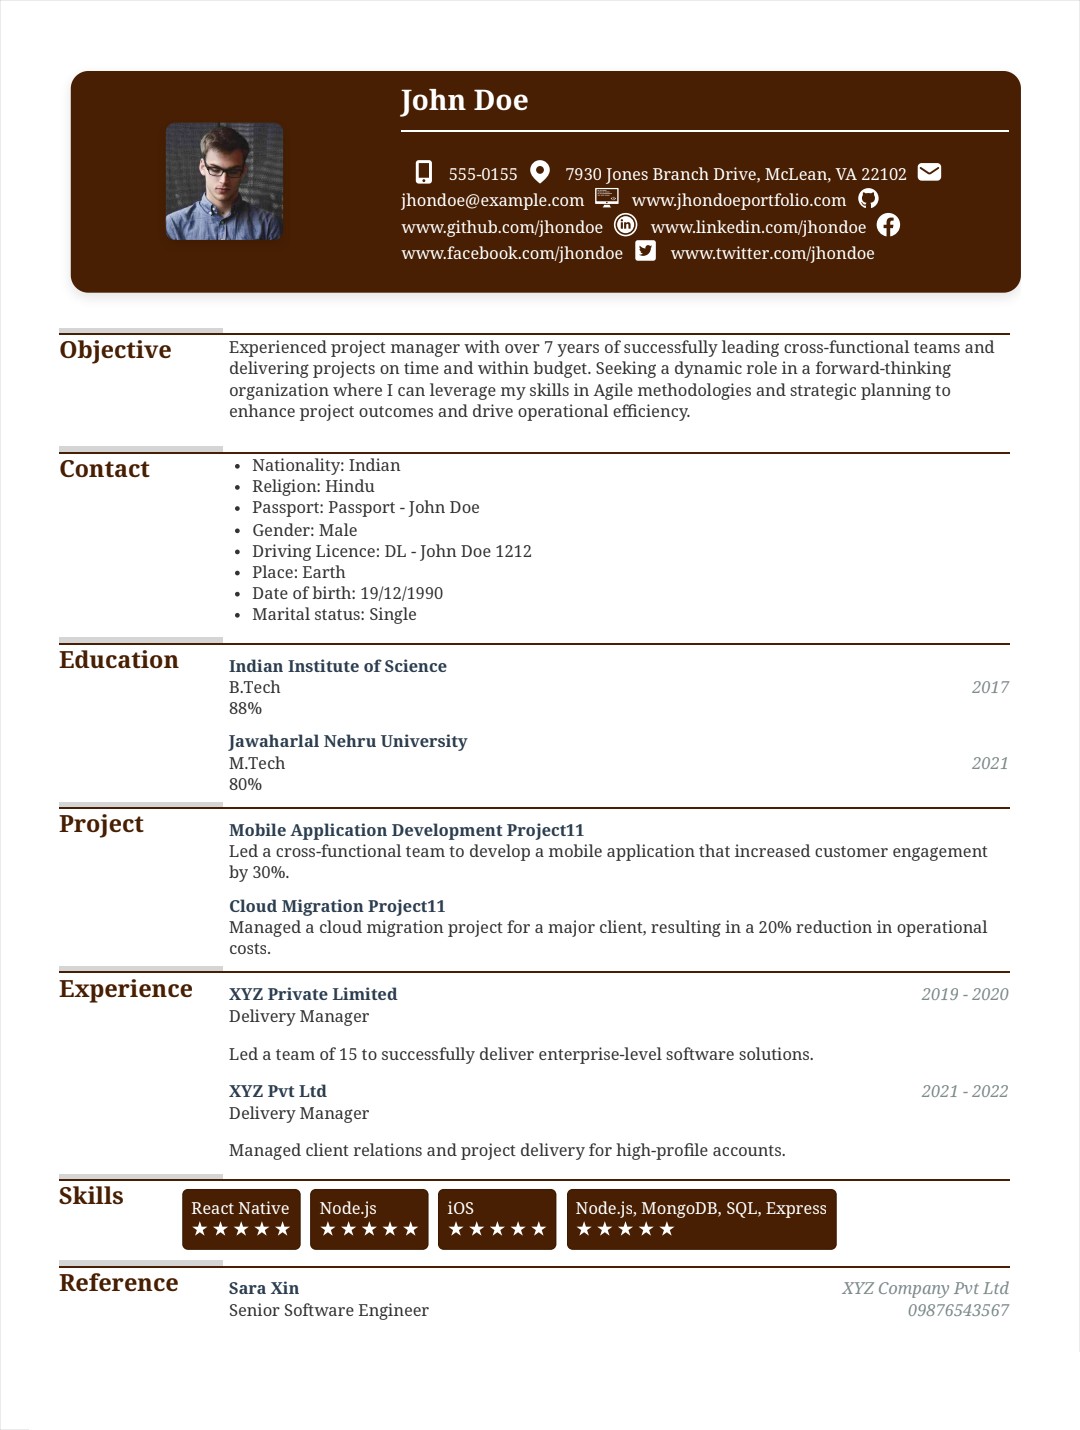 John Doe
555-0155 7930 Jones Branch Drive, McLean, VA 22102
jhondoe@example.com www.jhondoeportfolio.com
www.github.com/jhondoe www.linkedin.com/jhondoe
www.facebook.com/jhondoe www.twitter.com/jhondoe
Objective
Experienced project manager with over 7 years of successfully leading cross-functional teams and
delivering projects on time and within budget. Seeking a dynamic role in a forward-thinking
organization where I can leverage my skills in Agile methodologies and strategic planning to
enhance project outcomes and drive operational efficiency.
Contact
• Nationality: Indian
• Religion: Hindu
• Passport: Passport - John Doe
• Gender: Male
• Driving Licence: DL - John Doe 1212
• Place: Earth
• Date of birth: 19/12/1990
• Marital status: Single
Education
Indian Institute of Science
B.Tech 2017
88%
Jawaharlal Nehru University
M.Tech 2021
80%
Project
Mobile Application Development Project11
Led a cross-functional team to develop a mobile application that increased customer engagement
by 30%.
Cloud Migration Project11
Managed a cloud migration project for a major client, resulting in a 20% reduction in operational
costs.
Experience
XYZ Private Limited 2019 - 2020
Delivery Manager
Led a team of 15 to successfully deliver enterprise-level software solutions.
XYZ Pvt Ltd 2021 - 2022
Delivery Manager
Managed client relations and project delivery for high-profile accounts.
Skills
React Native Node.js iOS Node.js, MongoDB, SQL, Express
★★★★★ ★★★★★ ★★★★★ ★★★★★
Reference
Sara Xin XYZ Company Pvt Ltd
Senior Software Engineer 09876543567